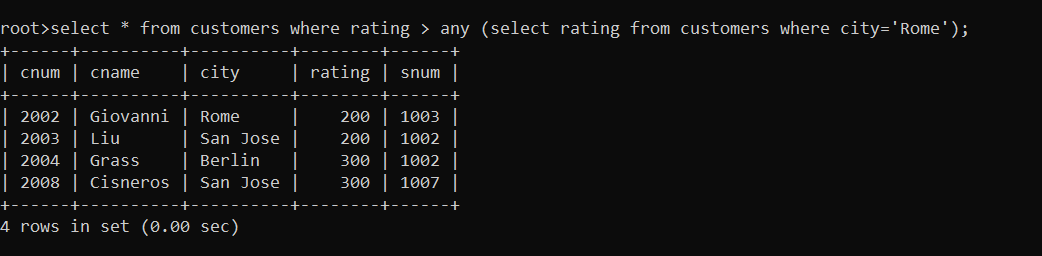 root>select * from customers where rating > any (select rating from customers where city='Rome');
+------+----------+----------+--------+------+
| cnum | cname    | city     | rating | snum |
+------+----------+----------+--------+------+
| 2002 | Giovanni | Rome     |    200 | 1003 |
| 2003 | Liu      | San Jose |    200 | 1002 |
| 2004 | Grass    | Berlin   |    300 | 1002 |
| 2008 | Cisneros | San Jose |    300 | 1007 |
+------+----------+----------+--------+------+
4 rows in set (0.00 sec)